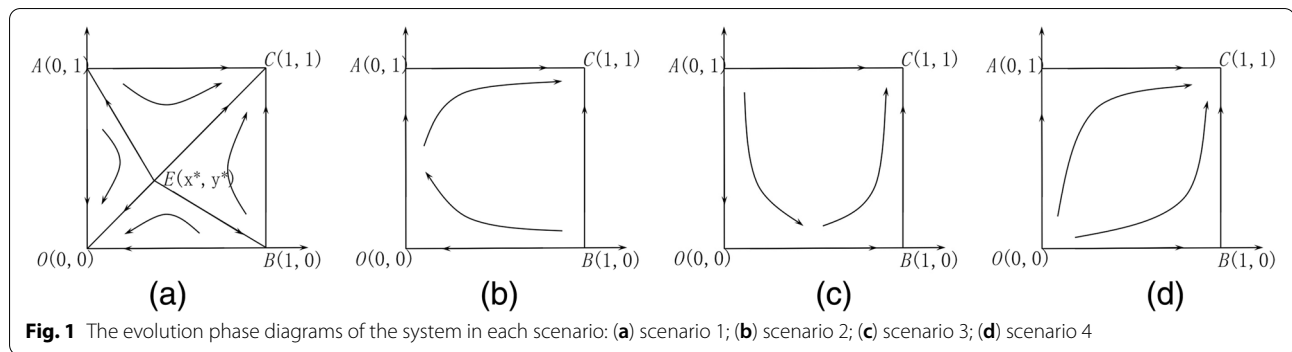 A(0, 1) C(1, 1)
E(x*, y*)
O(0, 0) B(1, 0)
(a)
A(0, 1) C(1, 1)
O(0, 0) B(1, 0)
(b)
A(0, 1) C(1, 1)
O(0, 0) B(1, 0)
(c)
A(0, 1) C(1, 1)
O(0, 0) B(1, 0)
(d)
Fig. 1 The evolution phase diagrams of the system in each scenario: (a) scenario 1; (b) scenario 2; (c) scenario 3; (d) scenario 4